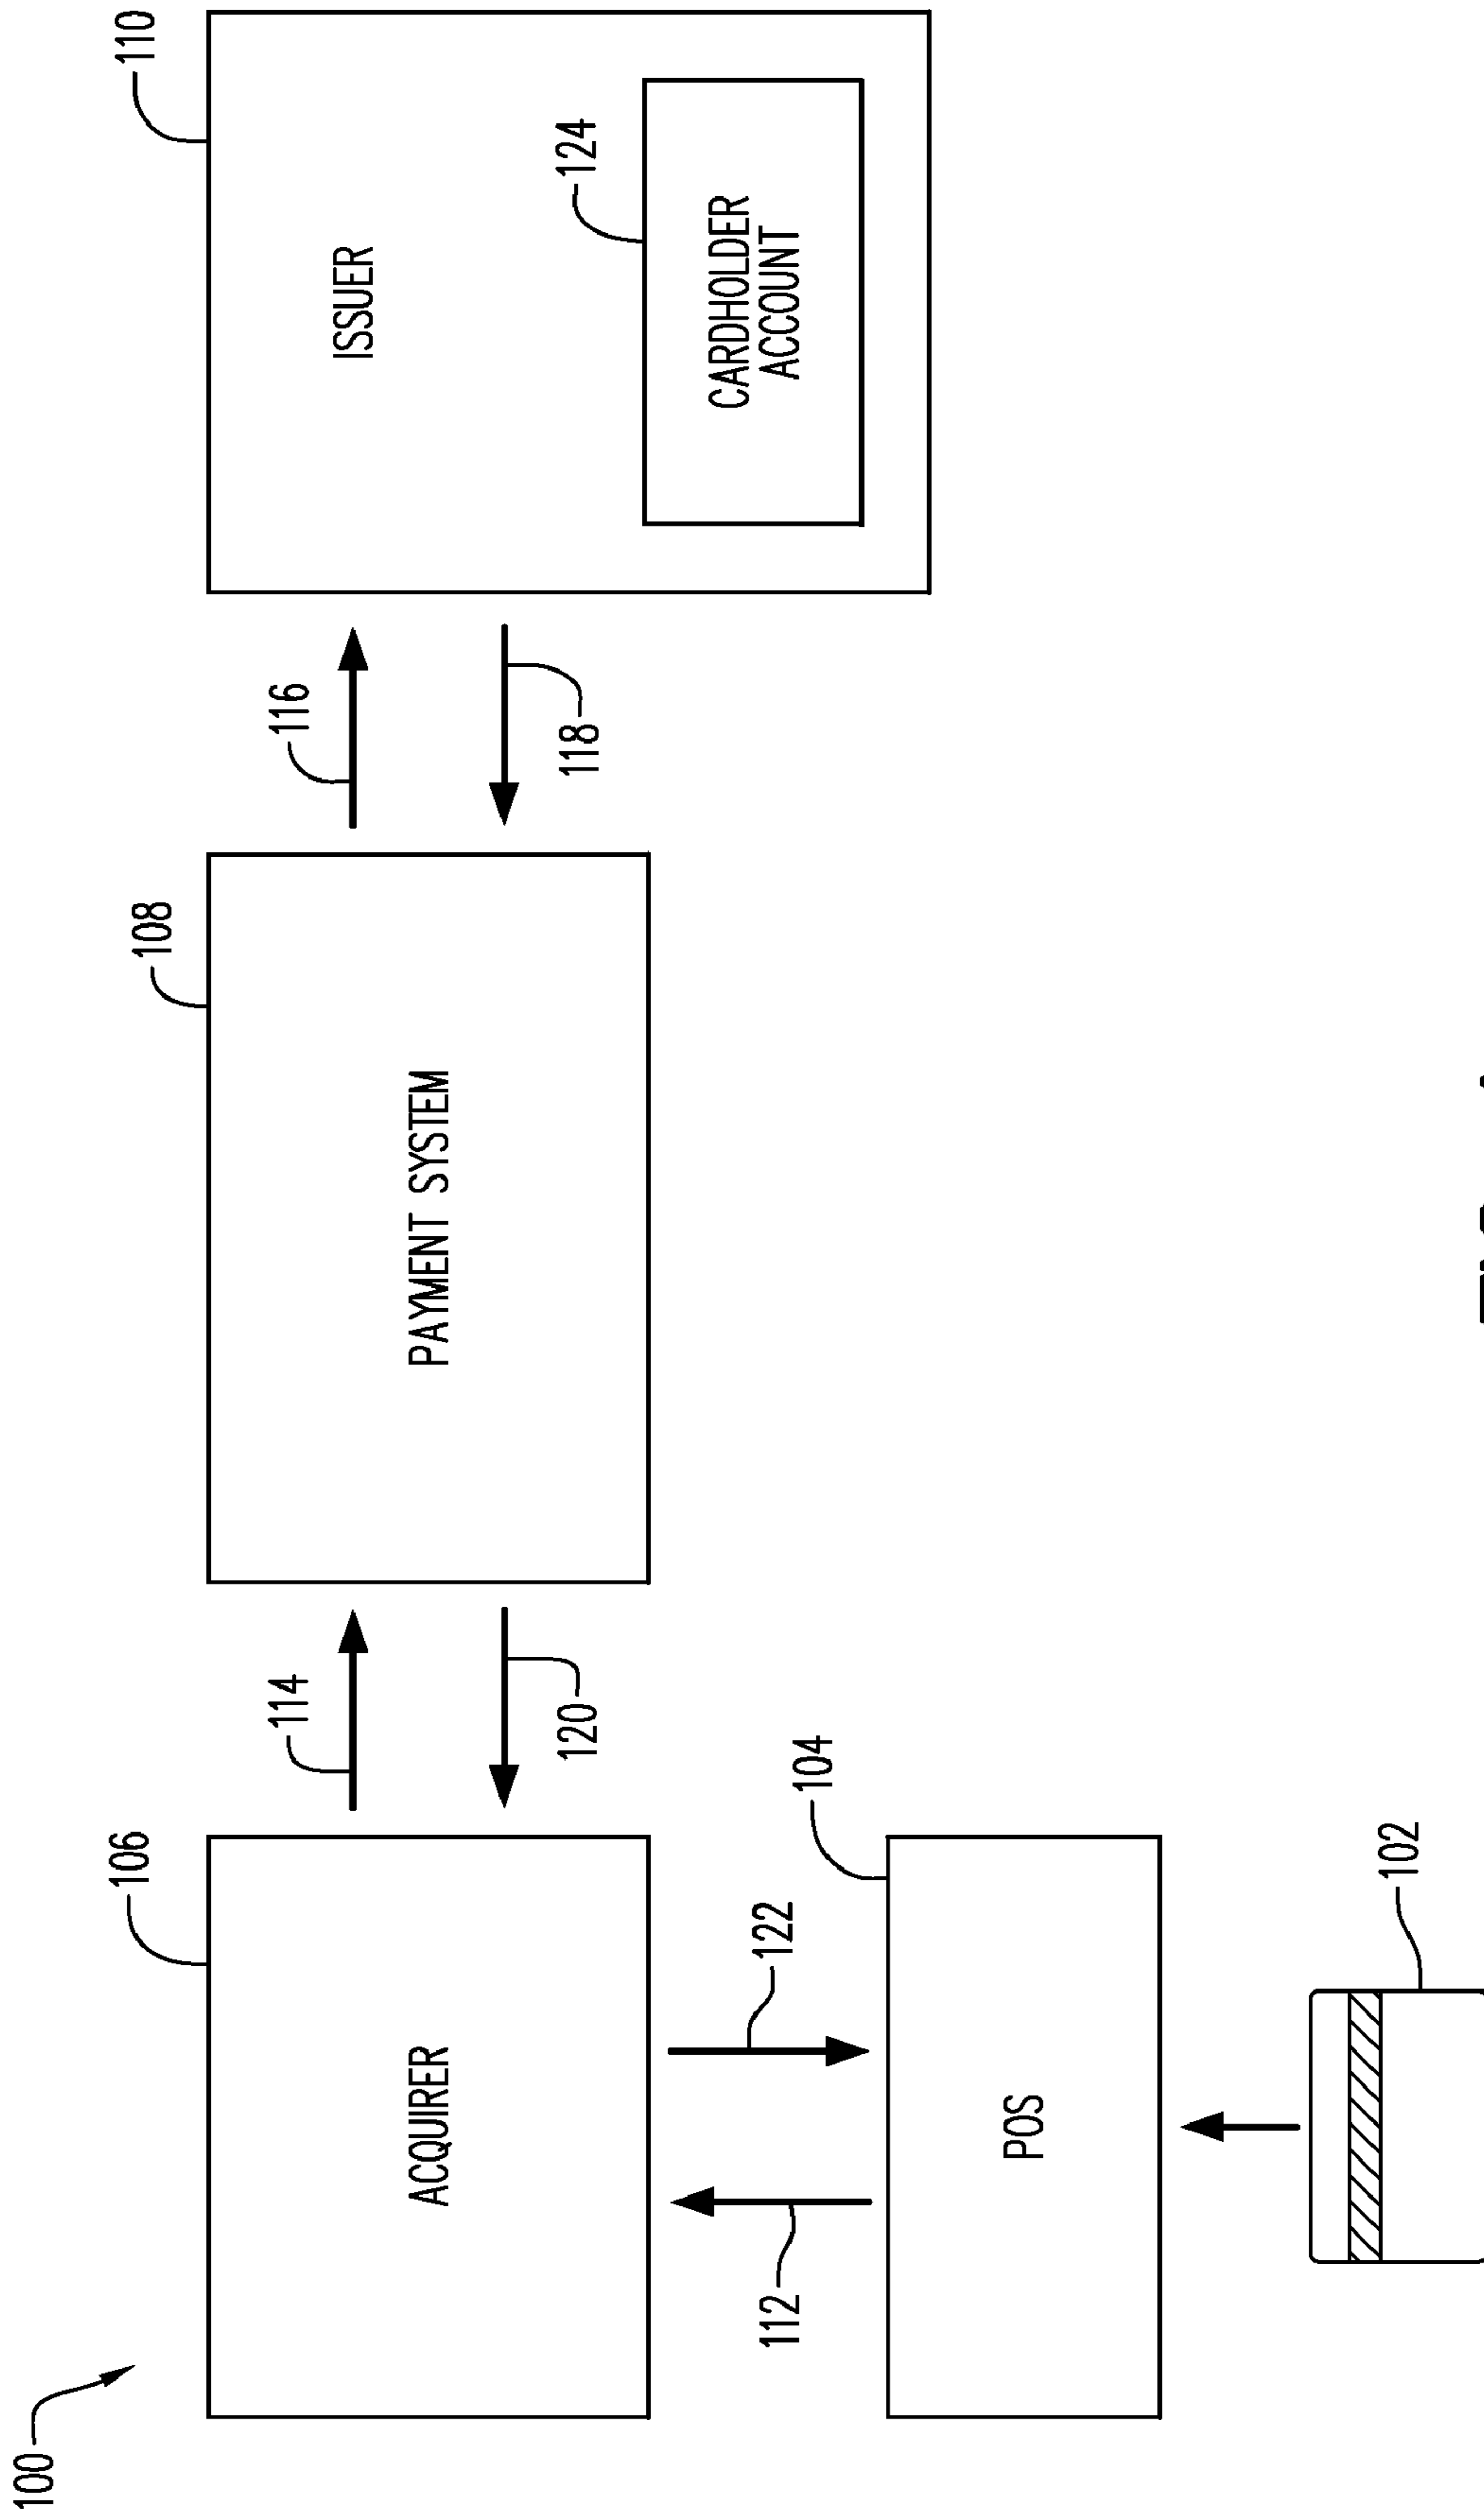 100
106
108
110
114
116
ISSUER
ACQUIRER
PAYMENT SYSTEM
120
118
124
CARDHOLDER
ACCOUNT
112
122
104
POS
102